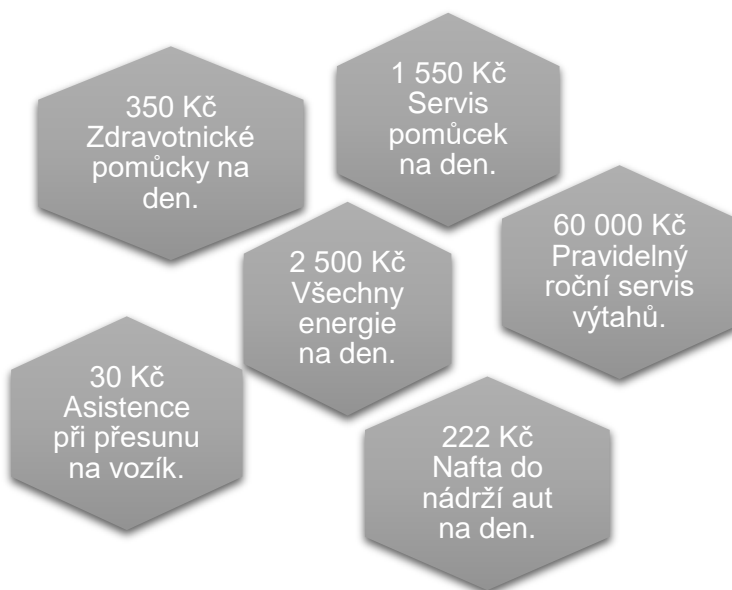 350 Kč
Zdravotnické
pomůcky na
den.
1 550 Kč
Servis
pomůcek
na den.
2 500 Kč
Všechny
energie
na den.
60 000 Kč
Pravidelný
roční servis
výtahů.
30 Kč
Asistence
při přesunu
na vozík.
222 Kč
Nafta do
nádrží aut
na den.